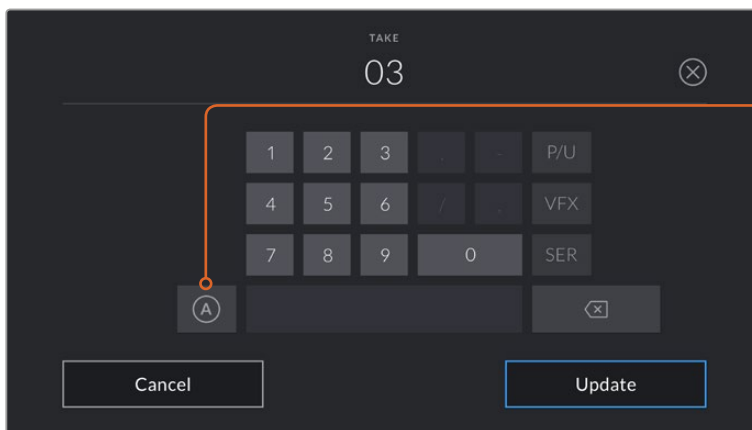 TAKE
03
1 2 3 . - P/U
4 5 6 / , VFX
7 8 9 0 SER
A
Cancel Update